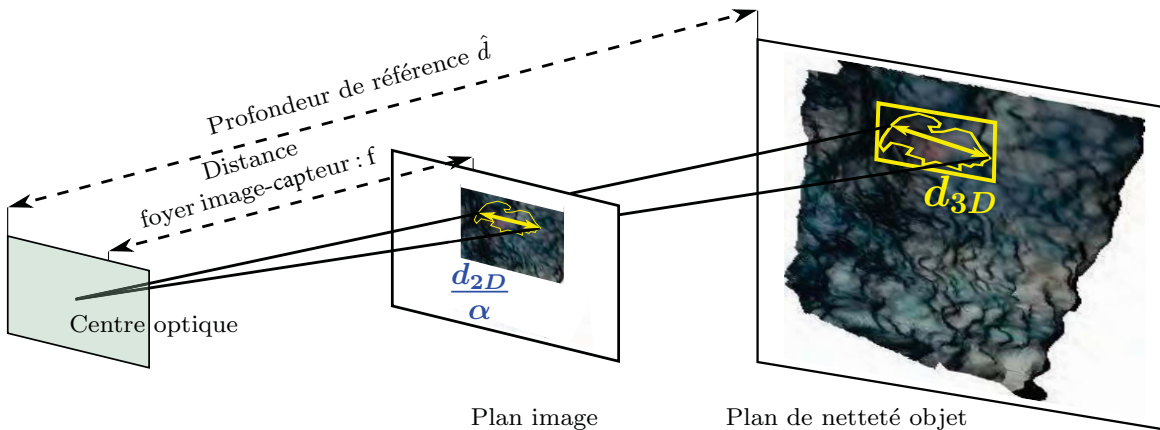 Profondeur de référence d̂
Distance
foyer image-capteur : f
d3D
d2D
α
Centre optique
Plan image
Plan de netteté objet